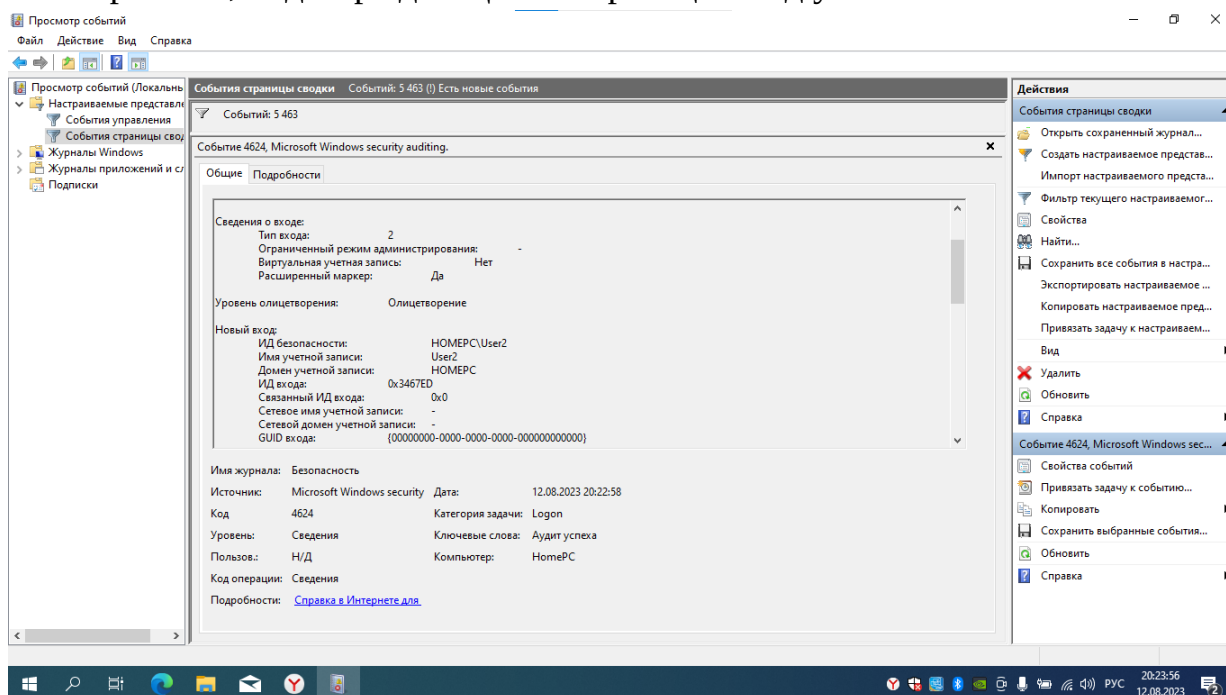 Просмотр событий
Файл Действие Вид Справка
Просмотр событий (Локальнь
Настраиваемые представле
События управления
События страницы свод
Журналы Windows
Журналы приложений и сл
Подписки
События страницы сводки Событий: 5 463 (!) Есть новые события
Событий: 5 463
Событие 4624, Microsoft Windows security auditing.
Общие Подробности
Сведения о входе:
Тип входа: 2
Ограниченный режим администрирования: -
Виртуальная учетная запись: Нет
Расширенный маркер: Да
Уровень олицетворения: Олицетворение
Новый вход:
ИД безопасности: HOMEPC\User2
Имя учетной записи: User2
Домен учетной записи: HOMEPC
ИД входа: 0x3467ED
Связанный ИД входа: 0x0
Сетевое имя учетной записи: -
Сетевой домен учетной записи: -
GUID входа: {00000000-0000-0000-0000-000000000000}
Имя журнала: Безопасность
Источник: Microsoft Windows security Дата: 12.08.2023 20:22:58
Код 4624 Категория задачи: Logon
Уровень: Сведения Ключевые слова: Аудит успеха
Пользов.: Н/Д Компьютер: HomePC
Код операции: Сведения
Подробности: Справка в Интернете для
Действия
События страницы сводки
Открыть сохраненный журнал...
Создать настраиваемое представ...
Импорт настраиваемого предста...
Фильтр текущего настраиваемог...
Свойства
Найти...
Сохранить все события в настра...
Экспортировать настраиваемое ...
Копировать настраиваемое пред...
Привязать задачу к настраиваем...
Вид
Удалить
Обновить
Справка
Событие 4624, Microsoft Windows sec...
Свойства событий
Привязать задачу к событию...
Копировать
Сохранить выбранные события...
Обновить
Справка
РУС
20:23:56
12.08.2023